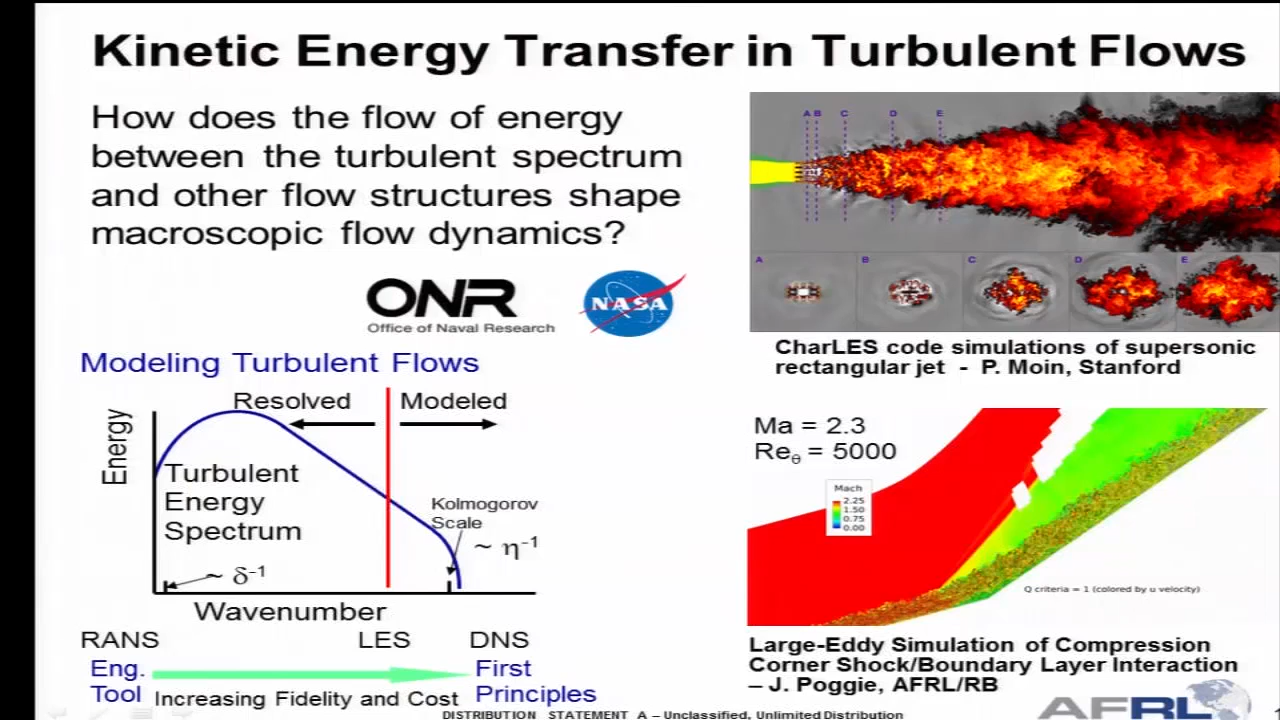 Kinetic Energy Transfer in Turbulent Flows
How does the flow of energy
between the turbulent spectrum
and other flow structures shape
macroscopic flow dynamics?
ONR
Office of Naval Research
NASA
A B C D E
A B C D E
CharLES code simulations of supersonic
rectangular jet - P. Moin, Stanford
Modeling Turbulent Flows
Resolved
Modeled
Energy
Turbulent
Energy
Spectrum
Kolmogorov
Scale
~ η⁻¹
~ δ⁻¹
Wavenumber
RANS
LES
DNS
Eng.
Tool
Increasing Fidelity and Cost
First
Principles
Ma = 2.3
Reθ = 5000
Mach
2.25
1.50
0.75
0.00
Q criteria = 1 (colored by u velocity)
Large-Eddy Simulation of Compression
Corner Shock/Boundary Layer Interaction
– J. Poggie, AFRL/RB
AFRL
DISTRIBUTION STATEMENT A – Unclassified, Unlimited Distribution